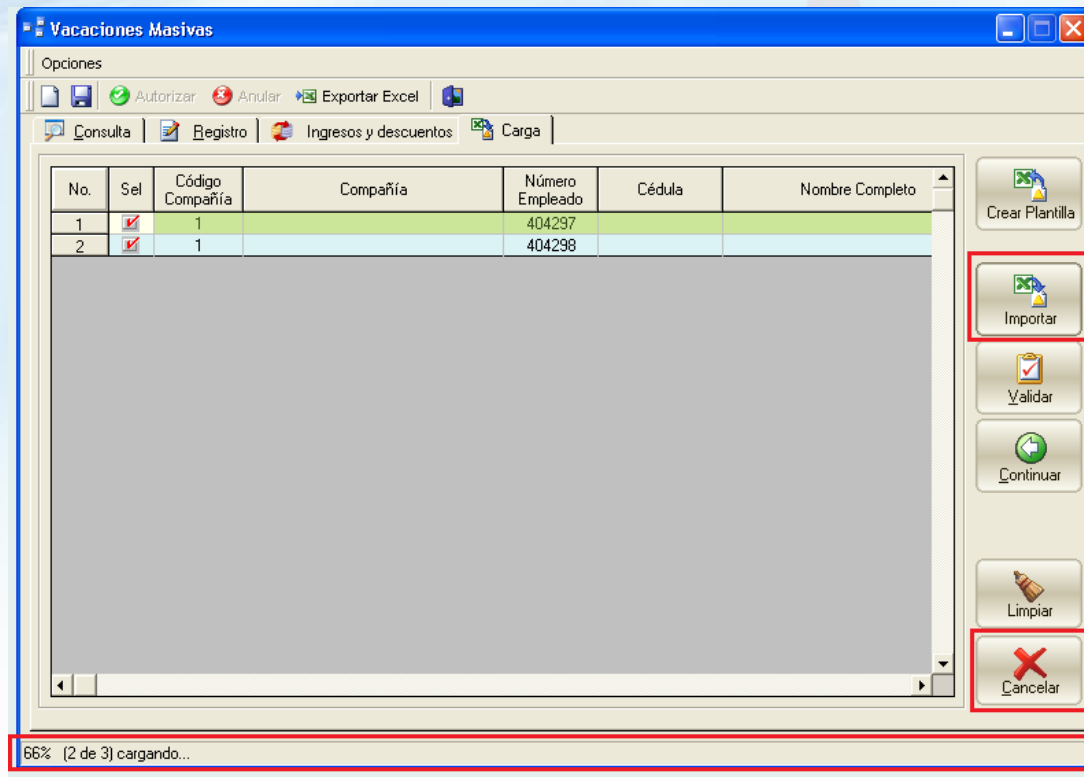 Vacaciones Masivas
Opciones
Autorizar Anular Exportar Excel
Consulta Registro Ingresos y descuentos Carga
No. Sel Código Compañía Compañía Número Empleado Cédula Nombre Completo
1 1 404297
2 1 404298
Crear Plantilla
Importar
Validar
Continuar
Limpiar
Cancelar
66% (2 de 3) cargando...